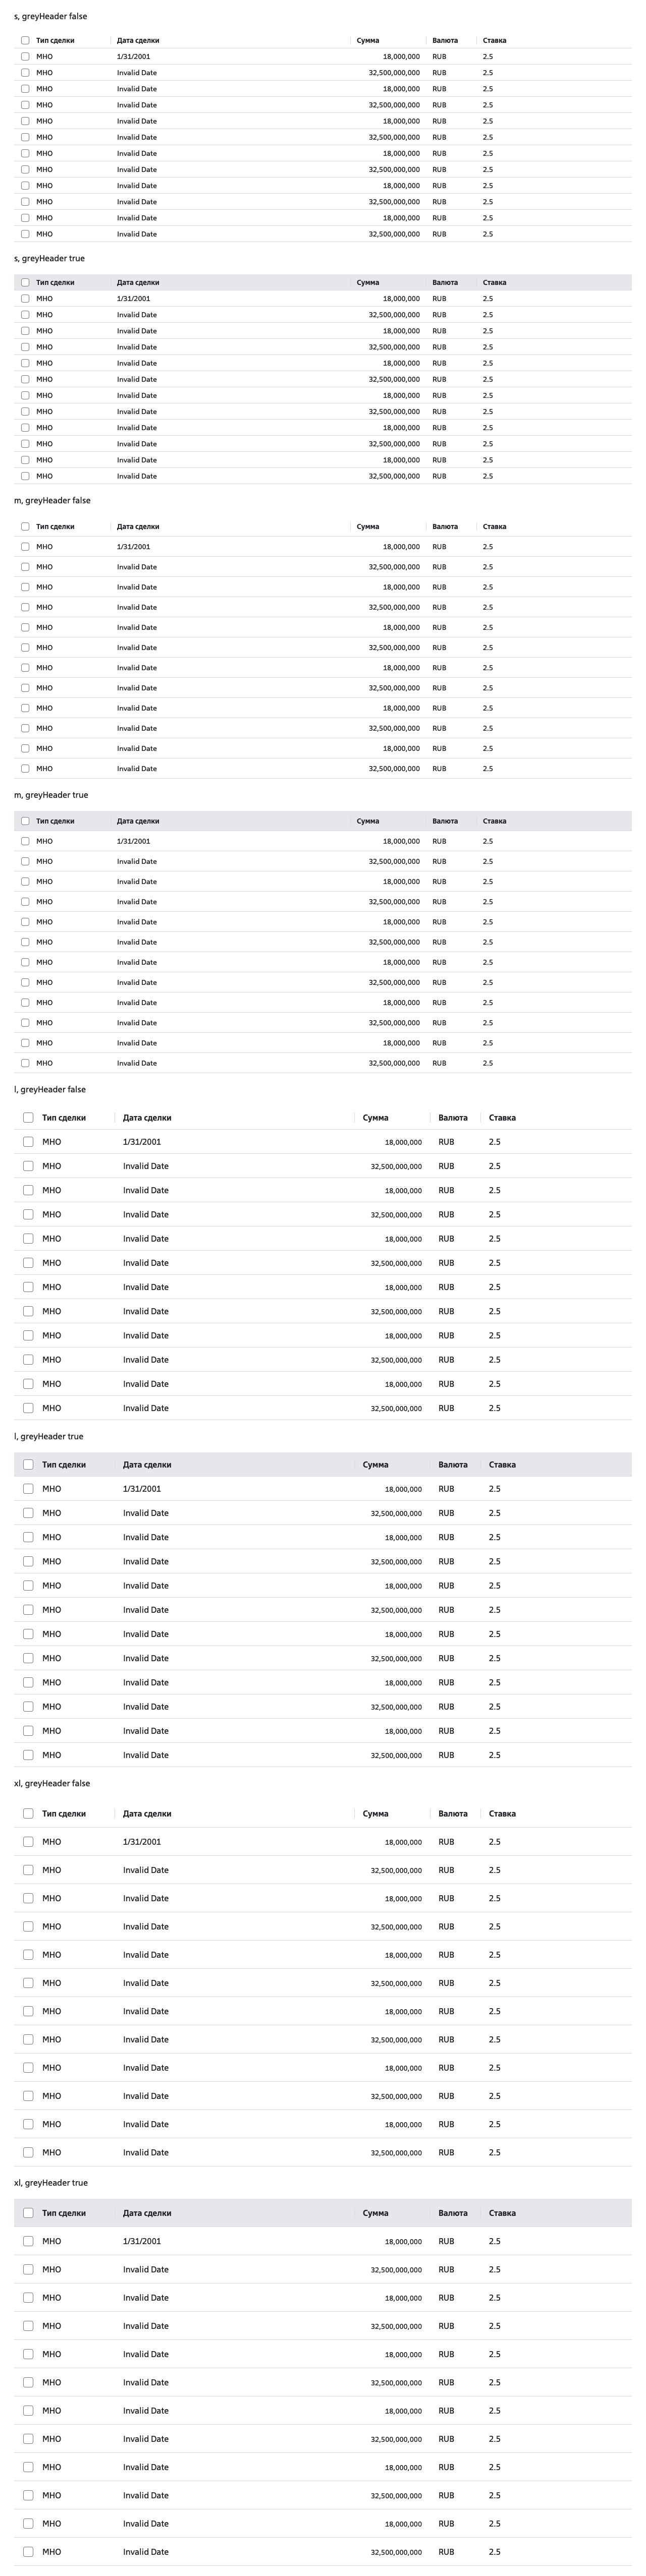 s, greyHeader false
Тип сделки Дата сделки Сумма Валюта Ставка
МНО 1/31/2001 18,000,000 RUB 2.5
МНО Invalid Date 32,500,000,000 RUB 2.5
МНО Invalid Date 18,000,000 RUB 2.5
МНО Invalid Date 32,500,000,000 RUB 2.5
МНО Invalid Date 18,000,000 RUB 2.5
МНО Invalid Date 32,500,000,000 RUB 2.5
МНО Invalid Date 18,000,000 RUB 2.5
МНО Invalid Date 32,500,000,000 RUB 2.5
МНО Invalid Date 18,000,000 RUB 2.5
МНО Invalid Date 32,500,000,000 RUB 2.5
МНО Invalid Date 18,000,000 RUB 2.5
МНО Invalid Date 32,500,000,000 RUB 2.5
s, greyHeader true
Тип сделки Дата сделки Сумма Валюта Ставка
МНО 1/31/2001 18,000,000 RUB 2.5
МНО Invalid Date 32,500,000,000 RUB 2.5
МНО Invalid Date 18,000,000 RUB 2.5
МНО Invalid Date 32,500,000,000 RUB 2.5
МНО Invalid Date 18,000,000 RUB 2.5
МНО Invalid Date 32,500,000,000 RUB 2.5
МНО Invalid Date 18,000,000 RUB 2.5
МНО Invalid Date 32,500,000,000 RUB 2.5
МНО Invalid Date 18,000,000 RUB 2.5
МНО Invalid Date 32,500,000,000 RUB 2.5
МНО Invalid Date 18,000,000 RUB 2.5
МНО Invalid Date 32,500,000,000 RUB 2.5
m, greyHeader false
Тип сделки Дата сделки Сумма Валюта Ставка
МНО 1/31/2001 18,000,000 RUB 2.5
МНО Invalid Date 32,500,000,000 RUB 2.5
МНО Invalid Date 18,000,000 RUB 2.5
МНО Invalid Date 32,500,000,000 RUB 2.5
МНО Invalid Date 18,000,000 RUB 2.5
МНО Invalid Date 32,500,000,000 RUB 2.5
МНО Invalid Date 18,000,000 RUB 2.5
МНО Invalid Date 32,500,000,000 RUB 2.5
МНО Invalid Date 18,000,000 RUB 2.5
МНО Invalid Date 32,500,000,000 RUB 2.5
МНО Invalid Date 18,000,000 RUB 2.5
МНО Invalid Date 32,500,000,000 RUB 2.5
m, greyHeader true
Тип сделки Дата сделки Сумма Валюта Ставка
МНО 1/31/2001 18,000,000 RUB 2.5
МНО Invalid Date 32,500,000,000 RUB 2.5
МНО Invalid Date 18,000,000 RUB 2.5
МНО Invalid Date 32,500,000,000 RUB 2.5
МНО Invalid Date 18,000,000 RUB 2.5
МНО Invalid Date 32,500,000,000 RUB 2.5
МНО Invalid Date 18,000,000 RUB 2.5
МНО Invalid Date 32,500,000,000 RUB 2.5
МНО Invalid Date 18,000,000 RUB 2.5
МНО Invalid Date 32,500,000,000 RUB 2.5
МНО Invalid Date 18,000,000 RUB 2.5
МНО Invalid Date 32,500,000,000 RUB 2.5
l, greyHeader false
Тип сделки Дата сделки Сумма Валюта Ставка
МНО 1/31/2001 18,000,000 RUB 2.5
МНО Invalid Date 32,500,000,000 RUB 2.5
МНО Invalid Date 18,000,000 RUB 2.5
МНО Invalid Date 32,500,000,000 RUB 2.5
МНО Invalid Date 18,000,000 RUB 2.5
МНО Invalid Date 32,500,000,000 RUB 2.5
МНО Invalid Date 18,000,000 RUB 2.5
МНО Invalid Date 32,500,000,000 RUB 2.5
МНО Invalid Date 18,000,000 RUB 2.5
МНО Invalid Date 32,500,000,000 RUB 2.5
МНО Invalid Date 18,000,000 RUB 2.5
МНО Invalid Date 32,500,000,000 RUB 2.5
l, greyHeader true
Тип сделки Дата сделки Сумма Валюта Ставка
МНО 1/31/2001 18,000,000 RUB 2.5
МНО Invalid Date 32,500,000,000 RUB 2.5
МНО Invalid Date 18,000,000 RUB 2.5
МНО Invalid Date 32,500,000,000 RUB 2.5
МНО Invalid Date 18,000,000 RUB 2.5
МНО Invalid Date 32,500,000,000 RUB 2.5
МНО Invalid Date 18,000,000 RUB 2.5
МНО Invalid Date 32,500,000,000 RUB 2.5
МНО Invalid Date 18,000,000 RUB 2.5
МНО Invalid Date 32,500,000,000 RUB 2.5
МНО Invalid Date 18,000,000 RUB 2.5
МНО Invalid Date 32,500,000,000 RUB 2.5
xl, greyHeader false
Тип сделки Дата сделки Сумма Валюта Ставка
МНО 1/31/2001 18,000,000 RUB 2.5
МНО Invalid Date 32,500,000,000 RUB 2.5
МНО Invalid Date 18,000,000 RUB 2.5
МНО Invalid Date 32,500,000,000 RUB 2.5
МНО Invalid Date 18,000,000 RUB 2.5
МНО Invalid Date 32,500,000,000 RUB 2.5
МНО Invalid Date 18,000,000 RUB 2.5
МНО Invalid Date 32,500,000,000 RUB 2.5
МНО Invalid Date 18,000,000 RUB 2.5
МНО Invalid Date 32,500,000,000 RUB 2.5
МНО Invalid Date 18,000,000 RUB 2.5
МНО Invalid Date 32,500,000,000 RUB 2.5
xl, greyHeader true
Тип сделки Дата сделки Сумма Валюта Ставка
МНО 1/31/2001 18,000,000 RUB 2.5
МНО Invalid Date 32,500,000,000 RUB 2.5
МНО Invalid Date 18,000,000 RUB 2.5
МНО Invalid Date 32,500,000,000 RUB 2.5
МНО Invalid Date 18,000,000 RUB 2.5
МНО Invalid Date 32,500,000,000 RUB 2.5
МНО Invalid Date 18,000,000 RUB 2.5
МНО Invalid Date 32,500,000,000 RUB 2.5
МНО Invalid Date 18,000,000 RUB 2.5
МНО Invalid Date 32,500,000,000 RUB 2.5
МНО Invalid Date 18,000,000 RUB 2.5
МНО Invalid Date 32,500,000,000 RUB 2.5